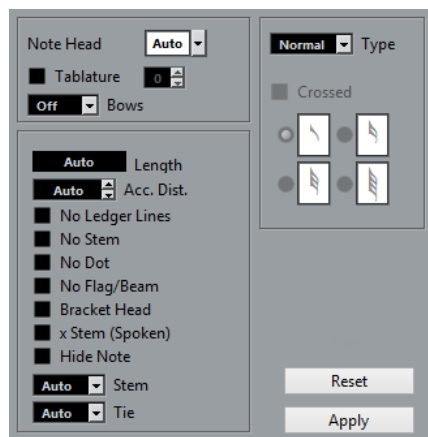 Note Head Auto
Tablature 0
Off Bows
Auto Length
Auto Acc. Dist.
No Ledger Lines
No Stem
No Dot
No Flag/Beam
Bracket Head
x Stem (Spoken)
Hide Note
Auto Stem
Auto Tie
Normal Type
Crossed
Reset
Apply